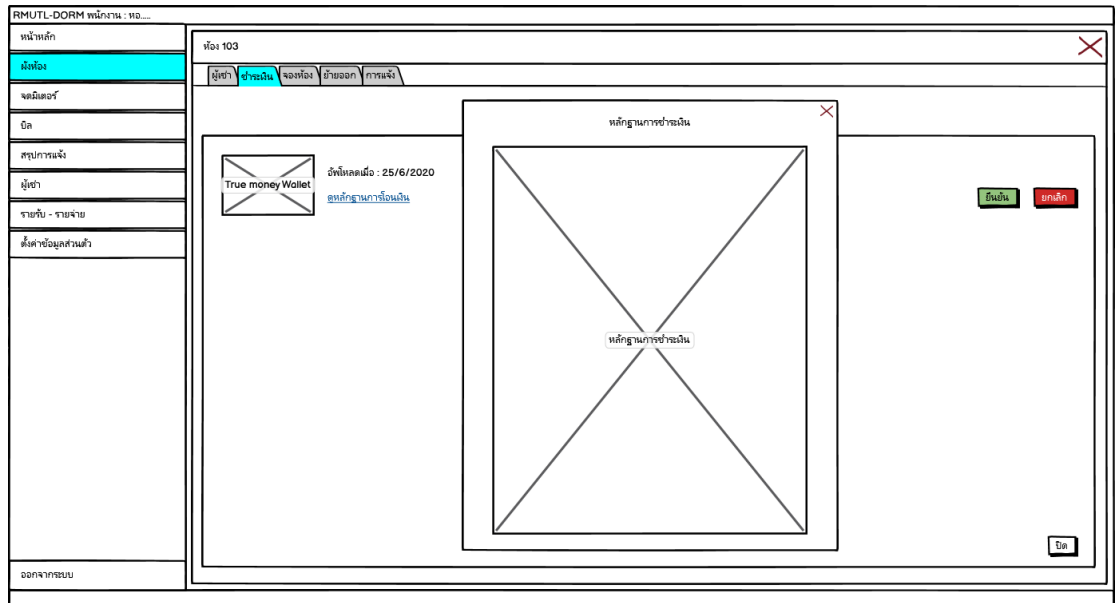 RMUTL-DORM พนักงาน : หอ.....
หน้าหลัก
ผังห้อง
จดมิเตอร์
บิล
สรุปการแจ้ง
ผู้เช่า
รายรับ - รายจ่าย
ตั้งค่าข้อมูลส่วนตัว
ออกจากระบบ
ห้อง 103
ผู้เช่า ชำระเงิน จองห้อง ย้ายออก การแจ้ง
หลักฐานการชำระเงิน
True money Wallet
อัพโหลดเมื่อ : 25/6/2020
ดูหลักฐานการโอนเงิน
ยืนยัน ยกเลิก
หลักฐานการชำระเงิน
ปิด